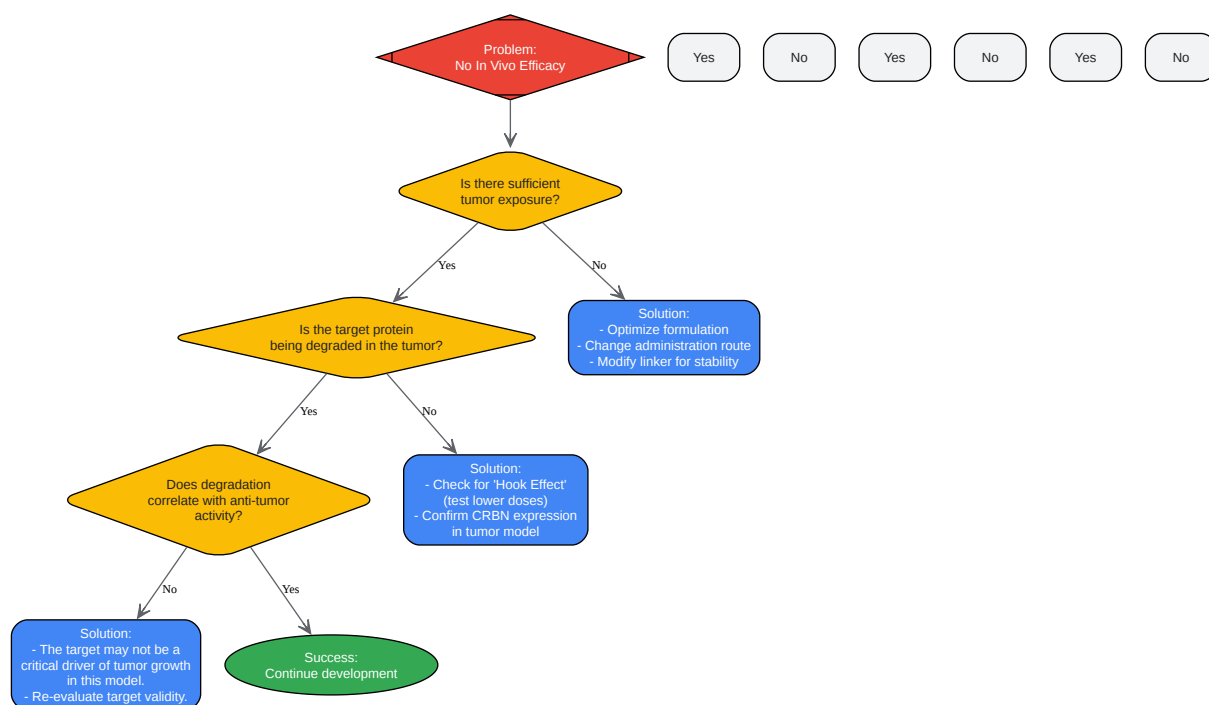 Problem:
No In Vivo Efficacy
Yes
No
Yes
No
Yes
No
Is there sufficient
tumor exposure?
Yes
No
Is the target protein
being degraded in the tumor?
Solution:
- Optimize formulation
- Change administration route
- Modify linker for stability
Yes
No
Does degradation
correlate with anti-tumor
activity?
Solution:
- Check for 'Hook Effect'
(test lower doses)
- Confirm CRBN expression
in tumor model
No
Yes
Solution:
- The target may not be a
critical driver of tumor growth
in this model.
- Re-evaluate target validity.
Success:
Continue development